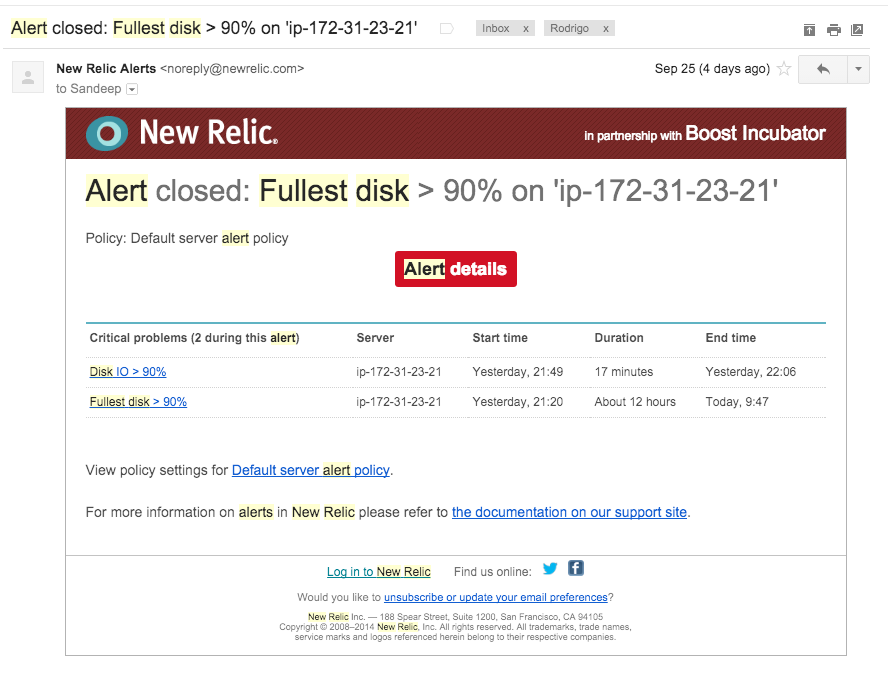 Alert closed: Fullest disk > 90% on 'ip-172-31-23-21' Inbox x Rodrigo x
New Relic Alerts <noreply@newrelic.com> Sep 25 (4 days ago)
to Sandeep
New Relic. in partnership with Boost Incubator
Alert closed: Fullest disk > 90% on 'ip-172-31-23-21'
Policy: Default server alert policy
Alert details
Critical problems (2 during this alert) Server Start time Duration End time
Disk IO > 90% ip-172-31-23-21 Yesterday, 21:49 17 minutes Yesterday, 22:06
Fullest disk > 90% ip-172-31-23-21 Yesterday, 21:20 About 12 hours Today, 9:47
View policy settings for Default server alert policy.
For more information on alerts in New Relic please refer to the documentation on our support site.
Log in to New Relic Find us online:
Would you like to unsubscribe or update your email preferences?
New Relic Inc. — 188 Spear Street, Suite 1200, San Francisco, CA 94105
Copyright © 2008–2014 New Relic, Inc. All rights reserved. All trademarks, trade names,
service marks and logos referenced herein belong to their respective companies.